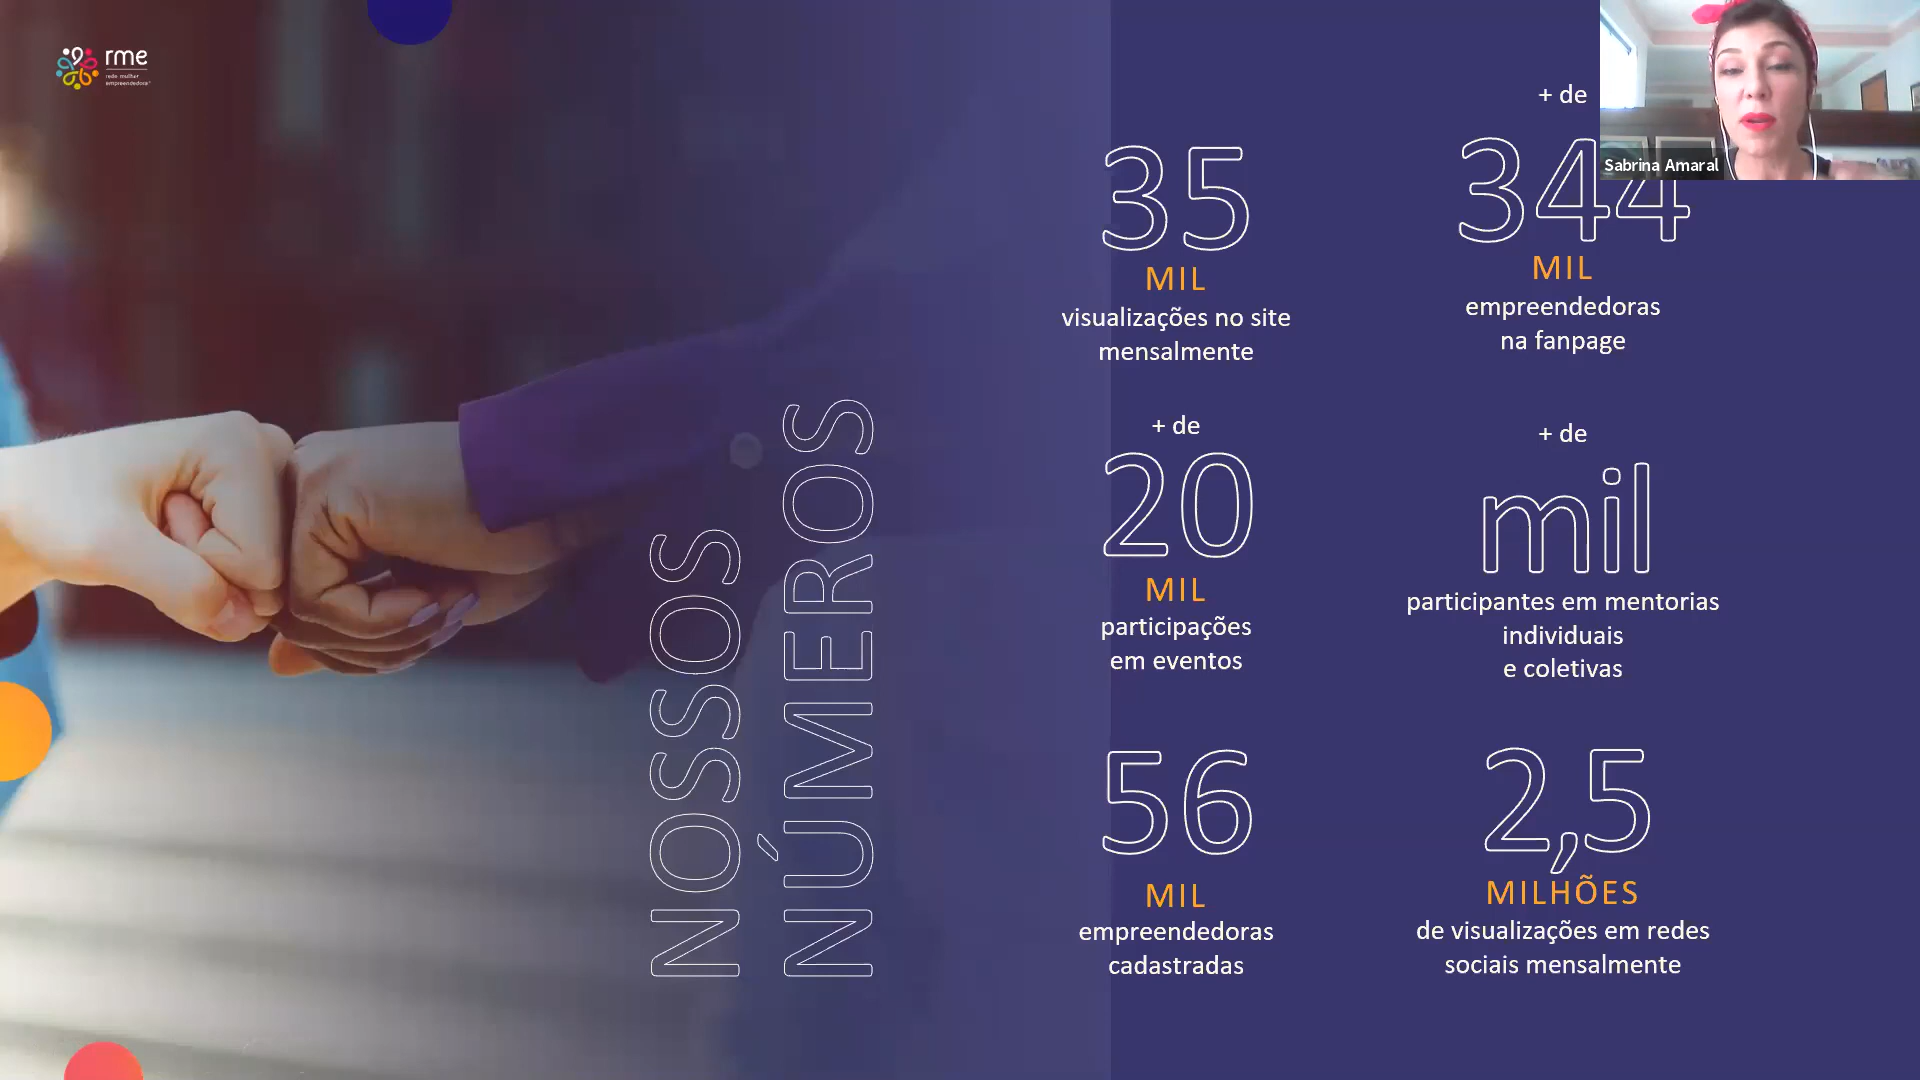 rme
rede mulher
empreendedora
NOSSOS
NÚMEROS
35
MIL
visualizações no site
mensalmente
+ de
344
MIL
empreendedoras
na fanpage
Sabrina Amaral
+ de
20
MIL
participações
em eventos
+ de
mil
participantes em mentorias
individuais
e coletivas
56
MIL
empreendedoras
cadastradas
2,5
MILHÕES
de visualizações em redes
sociais mensalmente